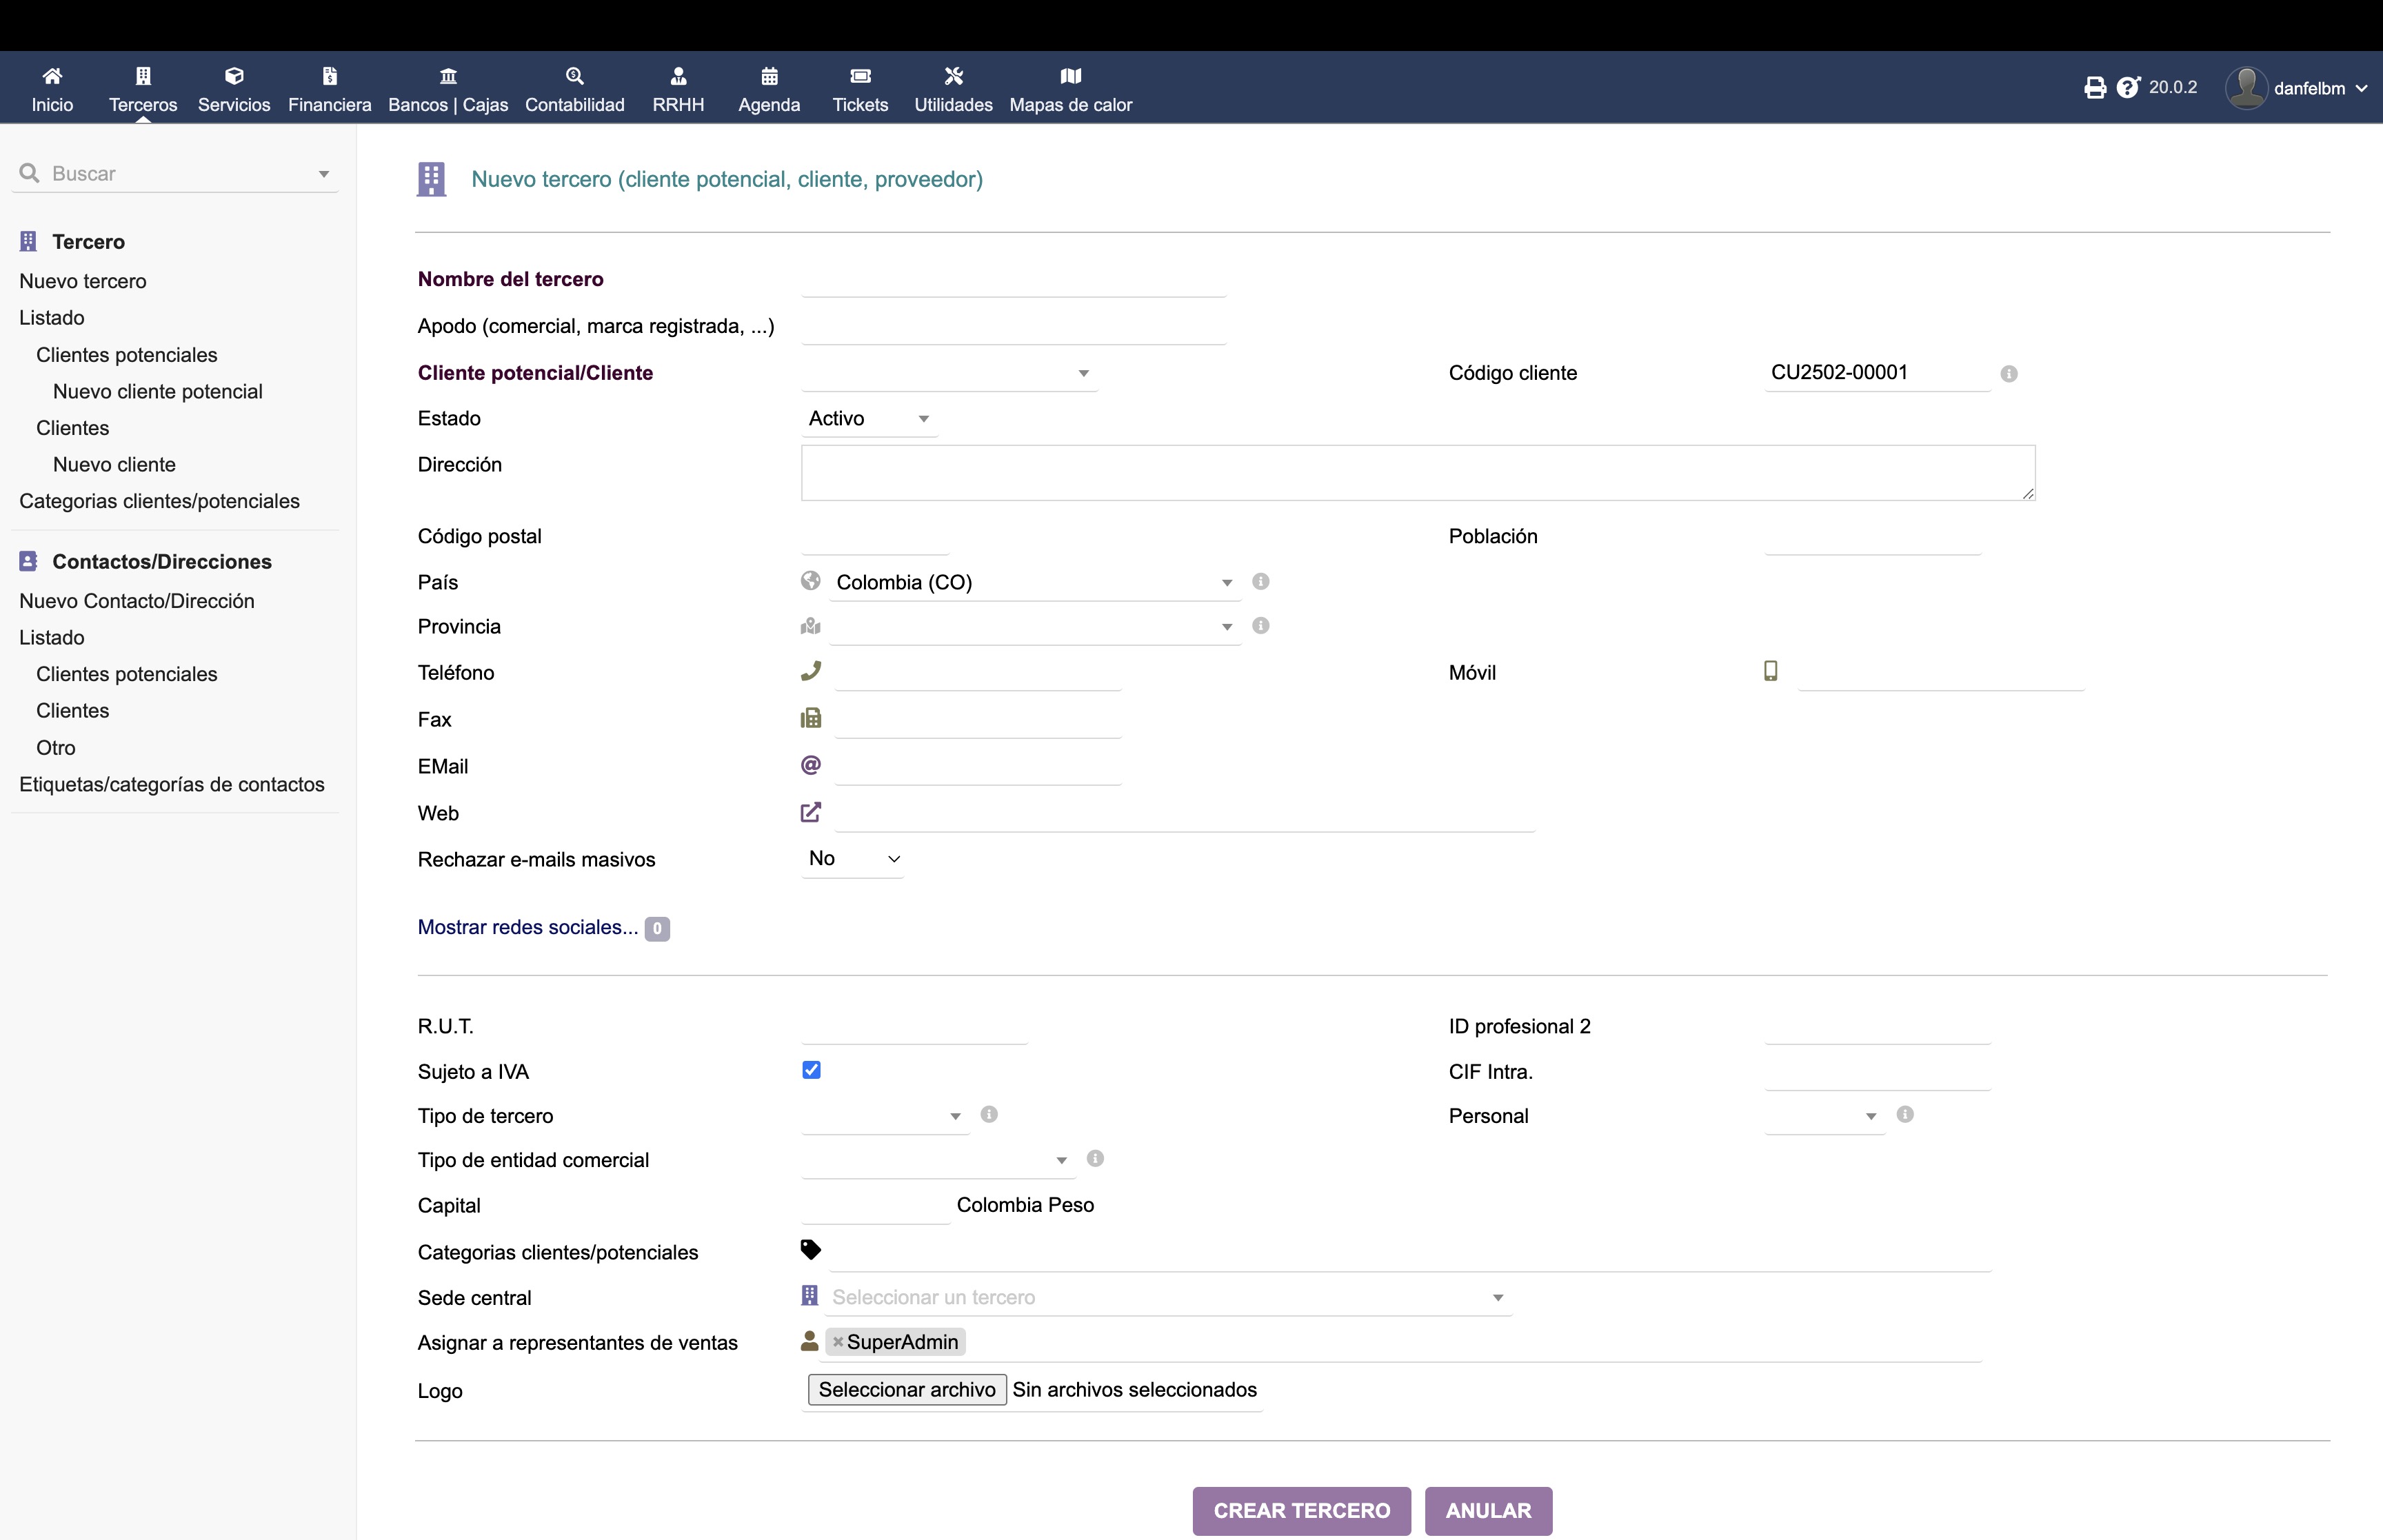 Inicio Terceros Servicios Financiera Bancos | Cajas Contabilidad RRHH Agenda Tickets Utilidades Mapas de calor 20.0.2 danfelbm
Buscar
Tercero
Nuevo tercero
Listado
Clientes potenciales
Nuevo cliente potencial
Clientes
Nuevo cliente
Categorias clientes/potenciales
Contactos/Direcciones
Nuevo Contacto/Dirección
Listado
Clientes potenciales
Clientes
Otro
Etiquetas/categorías de contactos
Nuevo tercero (cliente potencial, cliente, proveedor)
Nombre del tercero
Apodo (comercial, marca registrada, ...)
Cliente potencial/Cliente Código cliente CU2502-00001
Estado Activo
Dirección
Código postal Población
País Colombia (CO)
Provincia
Teléfono Móvil
Fax
EMail
Web
Rechazar e-mails masivos No
Mostrar redes sociales... 0
R.U.T. ID profesional 2
Sujeto a IVA CIF Intra.
Tipo de tercero Personal
Tipo de entidad comercial
Capital Colombia Peso
Categorias clientes/potenciales
Sede central Seleccionar un tercero
Asignar a representantes de ventas ×SuperAdmin
Logo Seleccionar archivo Sin archivos seleccionados
CREAR TERCERO ANULAR